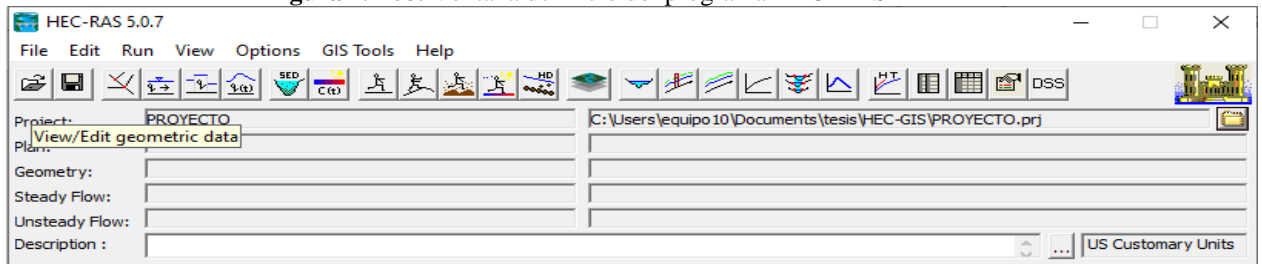 HEC-RAS 5.0.7
File Edit Run View Options GIS Tools Help
SED C(t) HD HT DSS
Project: PROYECTO C:\Users\equipo10\Documents\tesis\HEC-GIS\PROYECTO.prj
View/Edit geometric data
Geometry:
Steady Flow:
Unsteady Flow:
Description : ... US Customary Units